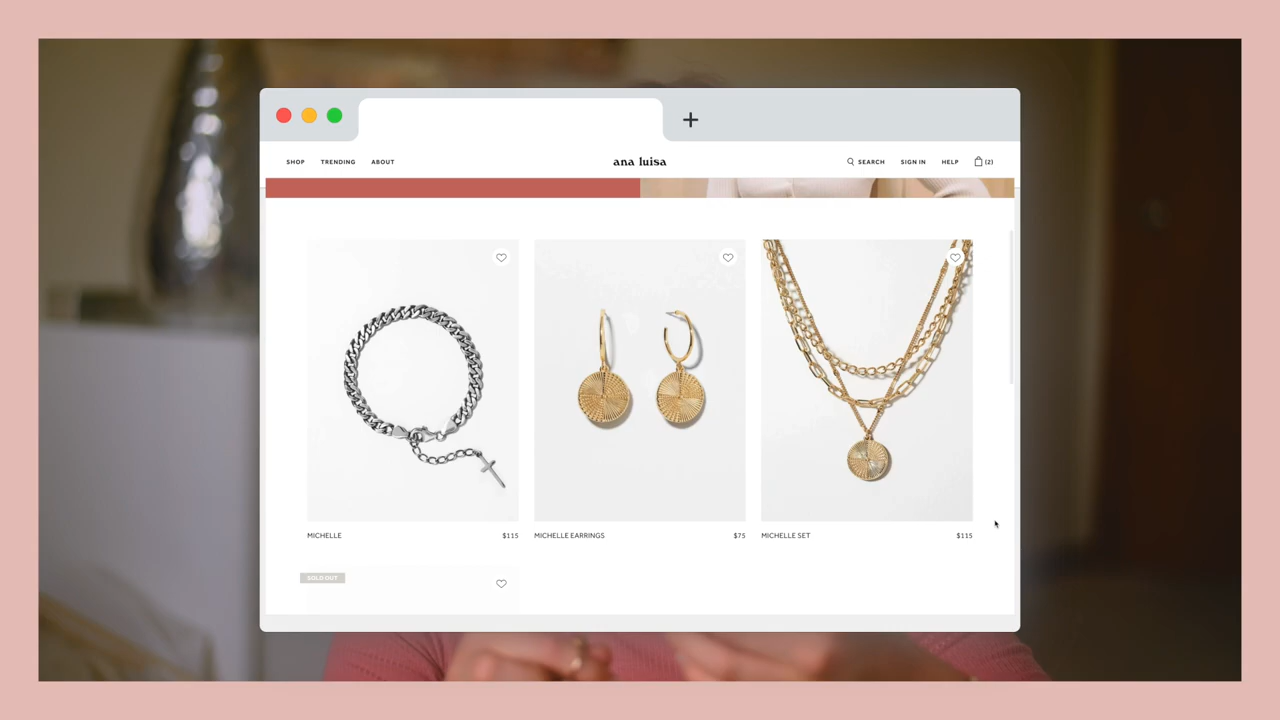 SHOP TRENDING ABOUT ana luisa SEARCH SIGN IN HELP (2)
MICHELLE $115 MICHELLE EARRINGS $75 MICHELLE SET $115
SOLD OUT